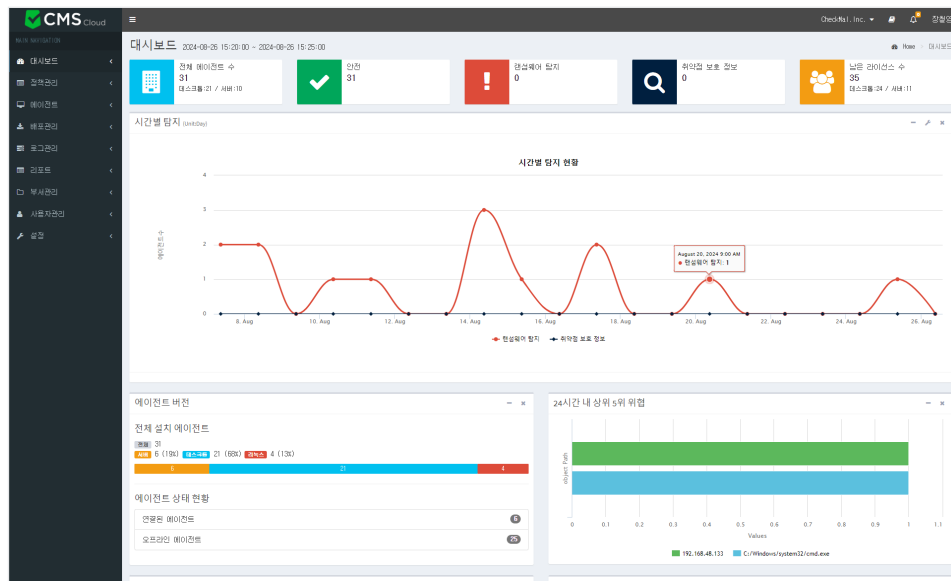 CMS Cloud
CheckMal.Inc.
MAIN NAVIGATION
대시보드
정책관리
에이전트
배포관리
로그관리
리포트
부서관리
사용자관리
설정
대시보드 2024-08-26 15:20:00 ~ 2024-08-26 15:25:00
Home
대시보드
전체 에이전트 수
31
데스크톱:21 / 서버:10
안전
31
랜섬웨어 탐지
0
취약점 보호 정보
0
남은 라이선스 수
35
데스크톱:24 / 서버:11
시간별 탐지 (Unit:Day)
시간별 탐지 현황
에이전트수
4
3
2
1
0
August 20, 2024 9:00 AM
랜섬웨어 탐지: 1
8. Aug
10. Aug
12. Aug
14. Aug
16. Aug
18. Aug
20. Aug
22. Aug
24. Aug
26. Aug
랜섬웨어 탐지
취약점 보호 정보
에이전트 버전
전체 설치 에이전트
전체 31
서버 6 (19%) 데스크톱 21 (68%) 리눅스 4 (13%)
6
21
4
에이전트 상태 현황
연결된 에이전트 6
오프라인 에이전트 25
24시간 내 상위 5위 위협
object Path
0
0.1
0.2
0.3
0.4
0.5
0.6
0.7
0.8
0.9
1
1.1
Values
192.168.48.133
C:/Windows/system32/cmd.exe